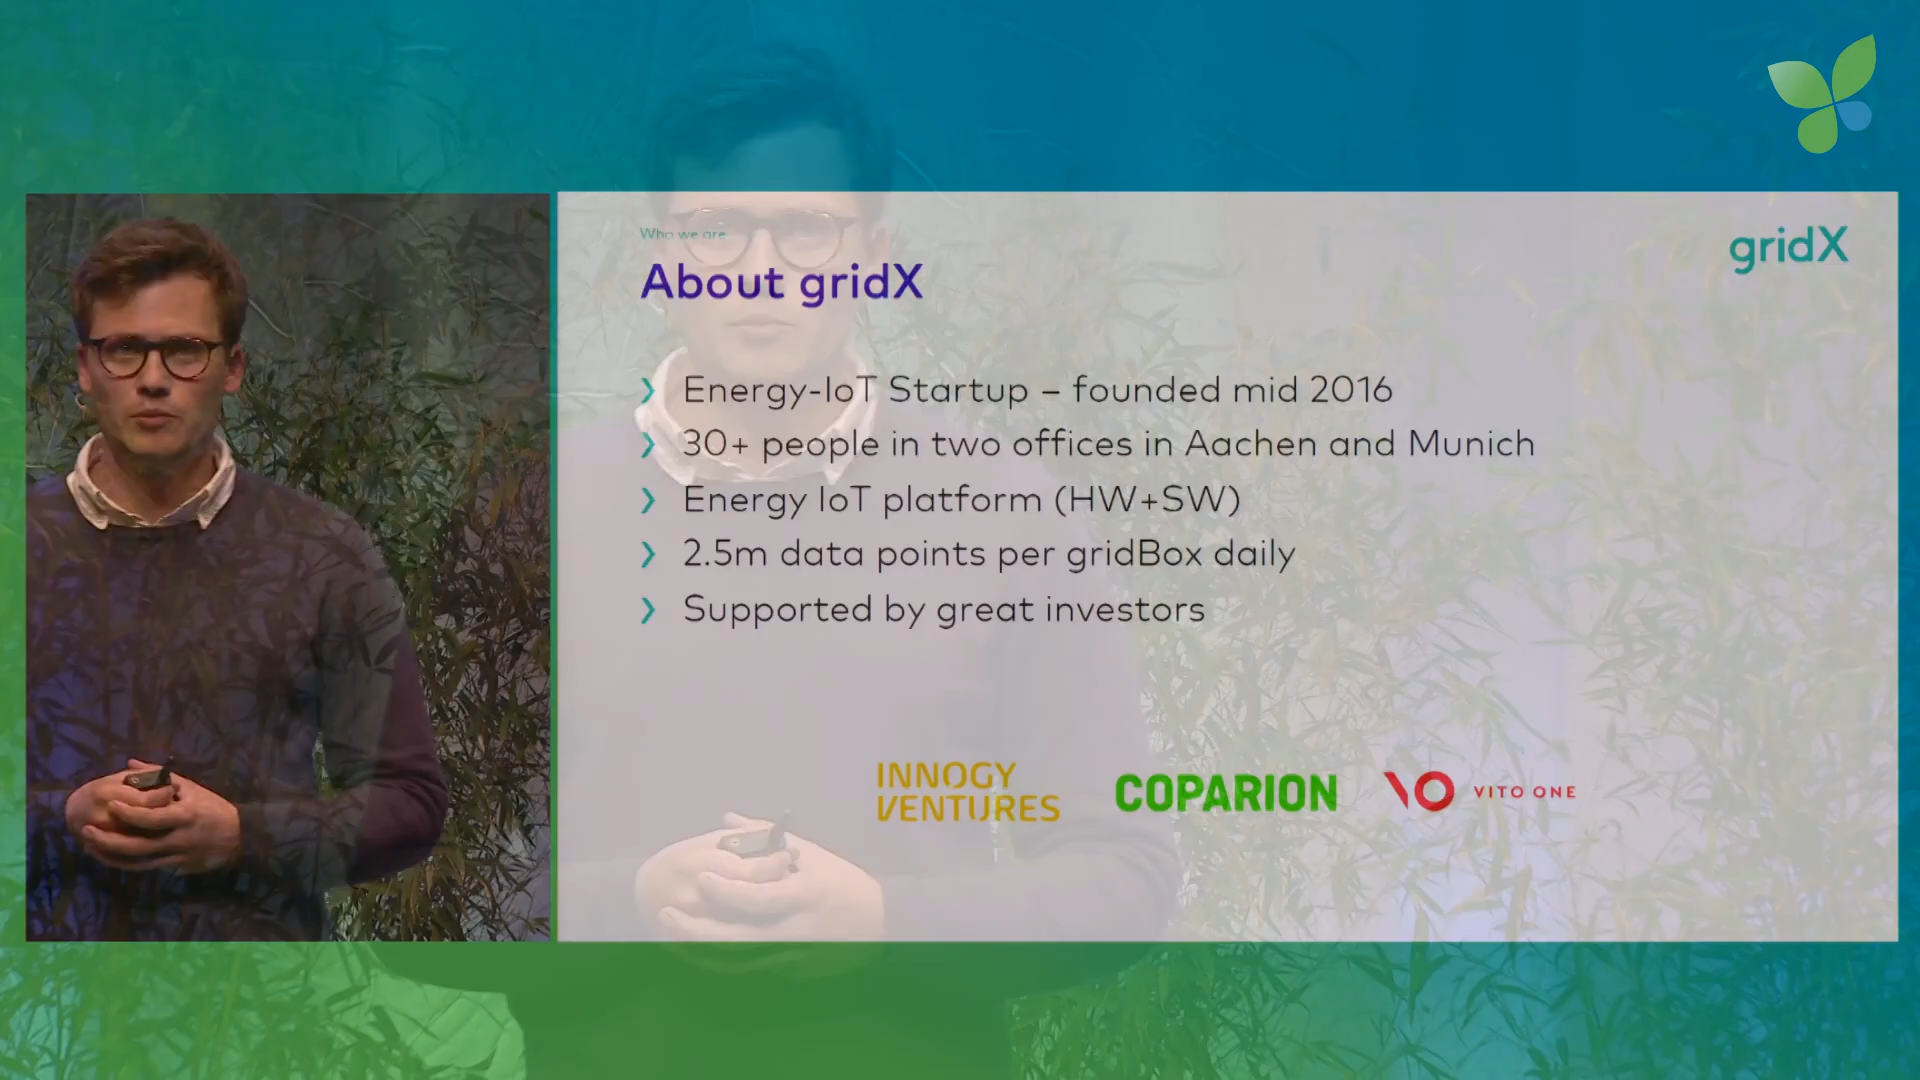 Who we are
gridX
About gridX
Energy-IoT Startup – founded mid 2016
30+ people in two offices in Aachen and Munich
Energy IoT platform (HW+SW)
2.5m data points per gridBox daily
Supported by great investors
INNOGY
VENTURES
COPARION
VITO ONE